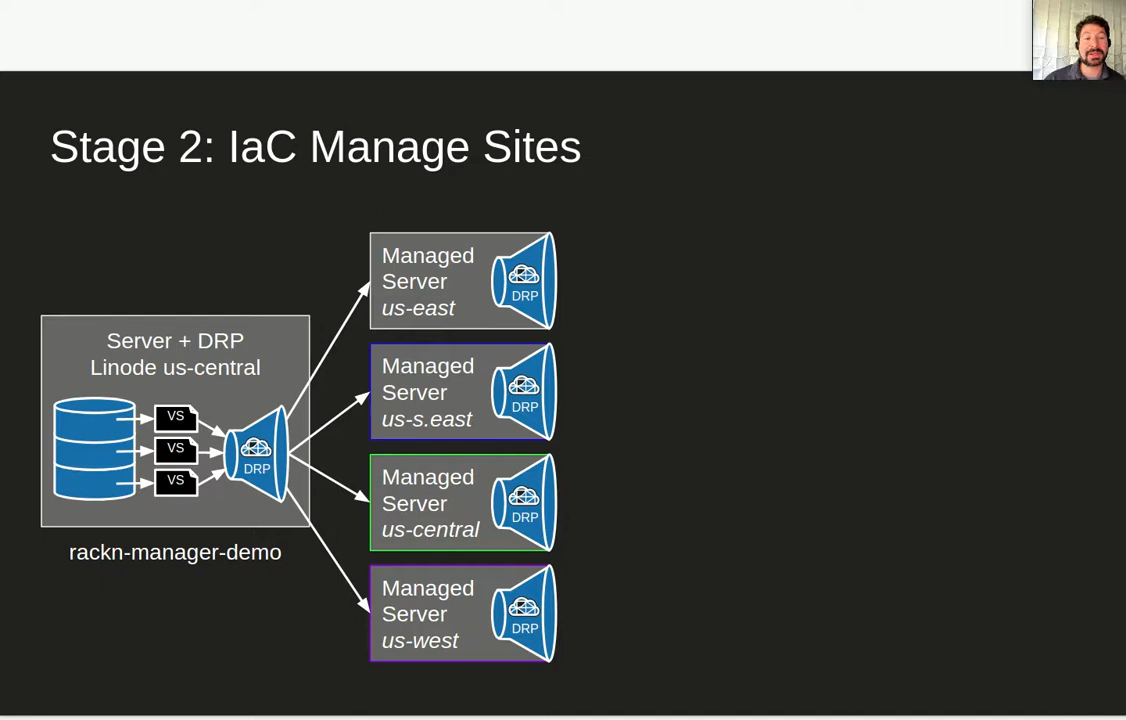 Stage 2: IaC Manage Sites
Server + DRP
Linode us-central
VS
VS
VS
DRP
rackn-manager-demo
Managed
Server
us-east
DRP
Managed
Server
us-s.east
DRP
Managed
Server
us-central
DRP
Managed
Server
us-west
DRP